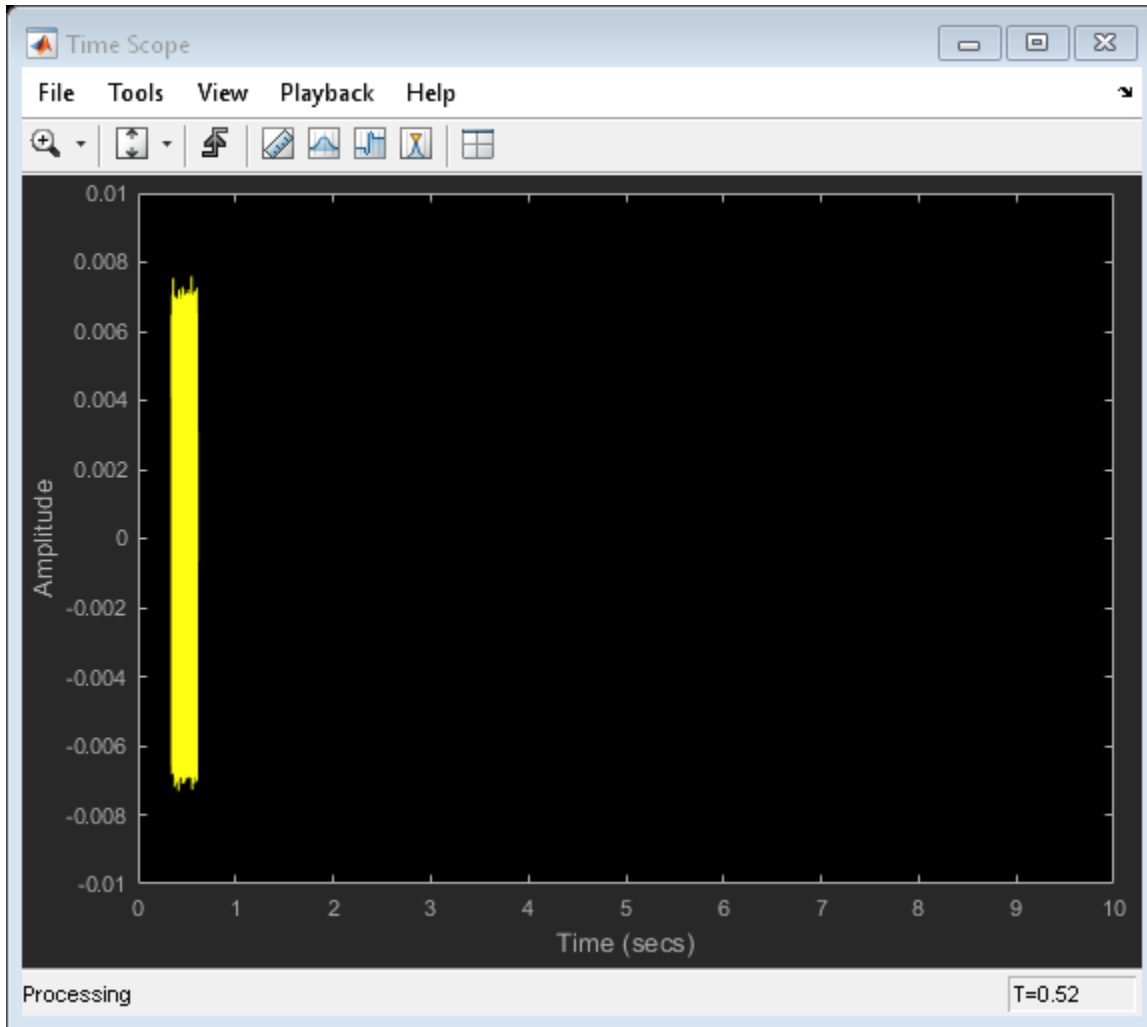 Time Scope
File Tools View Playback Help
0.01
0.008
0.006
0.004
0.002
0
-0.002
-0.004
-0.006
-0.008
-0.01
Amplitude
0 1 2 3 4 5 6 7 8 9 10
Time (secs)
Processing T=0.52